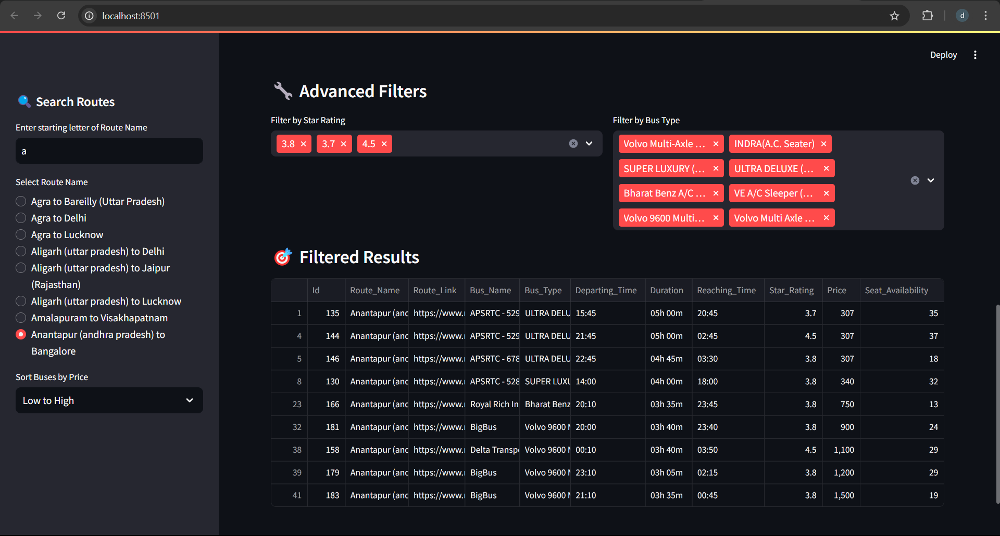 localhost:8501
d
Deploy
Search Routes
Enter starting letter of Route Name
a
Select Route Name
Agra to Bareilly (Uttar Pradesh)
Agra to Delhi
Agra to Lucknow
Aligarh (uttar pradesh) to Delhi
Aligarh (uttar pradesh) to Jaipur
(Rajasthan)
Aligarh (uttar pradesh) to Lucknow
Amalapuram to Visakhapatnam
Anantapur (andhra pradesh) to
Bangalore
Sort Buses by Price
Low to High
Advanced Filters
Filter by Star Rating
3.8 3.7 4.5
Filter by Bus Type
Volvo Multi-Axle ... INDRA(A.C. Seater)
SUPER LUXURY (... ULTRA DELUXE (...
Bharat Benz A/C ... VE A/C Sleeper (...
Volvo 9600 Multi... Volvo Multi Axle ...
Filtered Results
Id Route_Name Route_Link Bus_Name Bus_Type Departing_Time Duration Reaching_Time Star_Rating Price Seat_Availability
1 135 Anantapur (and https://www. APSRTC - 529 ULTRA DELU 15:45 05h 00m 20:45 3.7 307 35
4 144 Anantapur (and https://www. APSRTC - 529 ULTRA DELU 21:45 05h 00m 02:45 4.5 307 37
5 146 Anantapur (and https://www. APSRTC - 678 ULTRA DELU 22:45 04h 45m 03:30 3.8 307 18
8 130 Anantapur (and https://www. APSRTC - 528 SUPER LUXU 14:00 04h 00m 18:00 3.8 340 32
23 166 Anantapur (and https://www. Royal Rich In Bharat Benz 20:10 03h 35m 23:45 3.8 750 13
32 181 Anantapur (and https://www. BigBus Volvo 9600 M 20:00 03h 40m 23:40 3.8 900 24
38 158 Anantapur (and https://www. Delta Transpo Volvo 9600 M 00:10 03h 40m 03:50 4.5 1,100 29
39 179 Anantapur (and https://www. BigBus Volvo 9600 M 23:10 03h 05m 02:15 3.8 1,200 29
41 183 Anantapur (and https://www. BigBus Volvo 9600 M 21:10 03h 35m 00:45 3.8 1,500 19